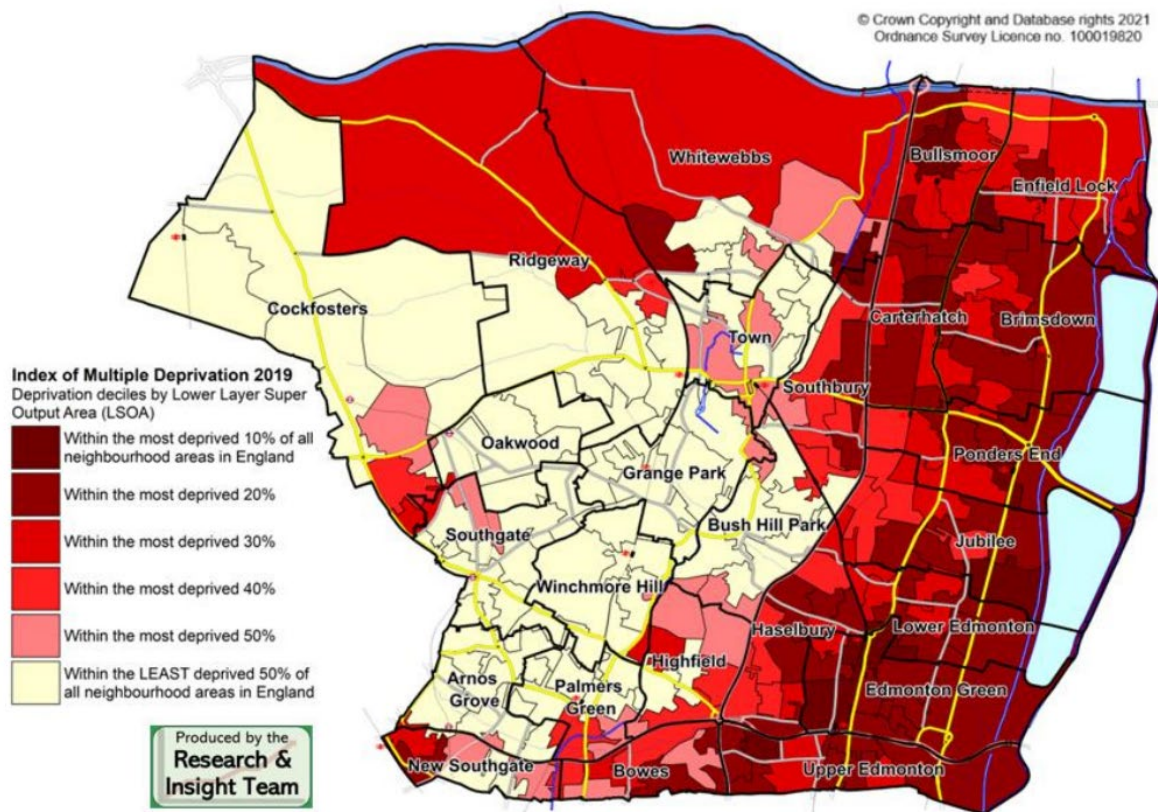 © Crown Copyright and Database rights 2021
Ordnance Survey Licence no. 100019820
Whitewebbs
Bullsmoor
Enfield Lock
Ridgeway
Cockfosters
Carterhatch
Brimsdown
Town
Southbury
Oakwood
Ponders End
Grange Park
Southgate
Bush Hill Park
Jubilee
Winchmore Hill
Haselbury
Lower Edmonton
Highfield
Arnos
Grove
Palmers
Green
Edmonton Green
New Southgate
Bowes
Upper Edmonton
Index of Multiple Deprivation 2019
Deprivation deciles by Lower Layer Super
Output Area (LSOA)
Within the most deprived 10% of all
neighbourhood areas in England
Within the most deprived 20%
Within the most deprived 30%
Within the most deprived 40%
Within the most deprived 50%
Within the LEAST deprived 50% of
all neighbourhood areas in England
Produced by the
Research &
Insight Team